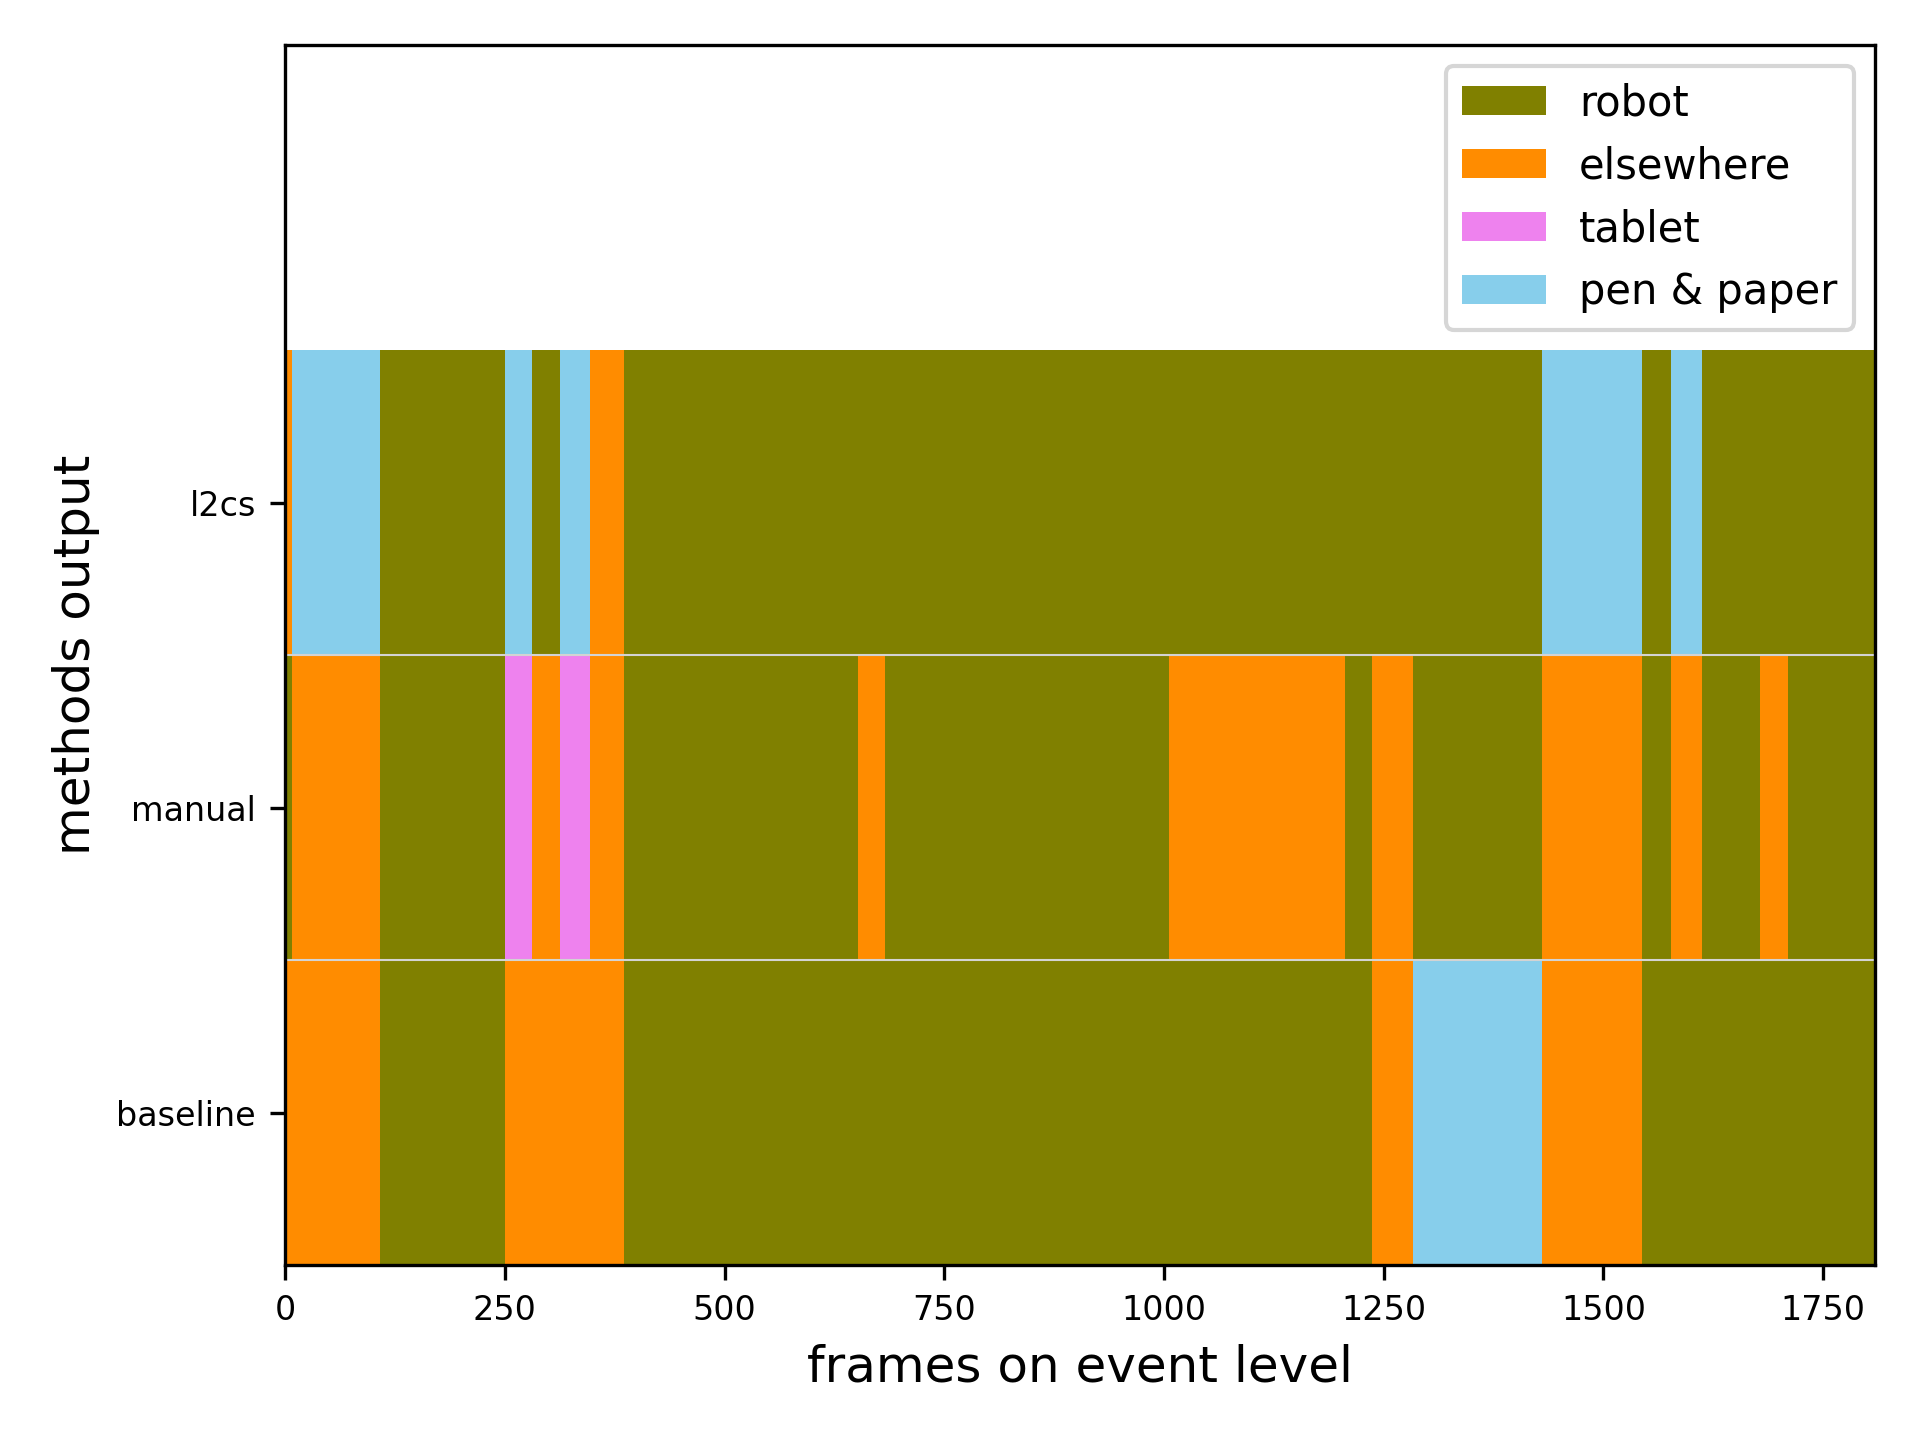 robot
elsewhere
tablet
pen & paper
methods output
l2cs
manual
baseline
0 250 500 750 1000 1250 1500 1750
frames on event level